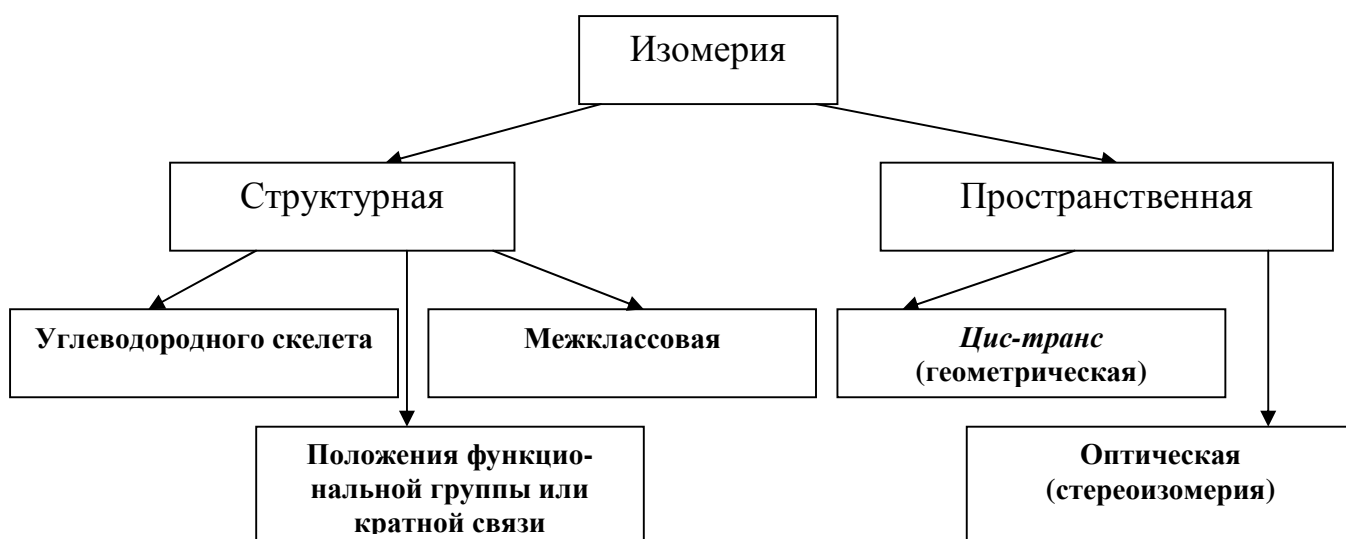 Изомерия
Структурная
Пространственная
Углеводородного скелета
Межклассовая
Цис-транс
(геометрическая)
Положения функцио-
нальной группы или
кратной связи
Оптическая
(стереоизомерия)